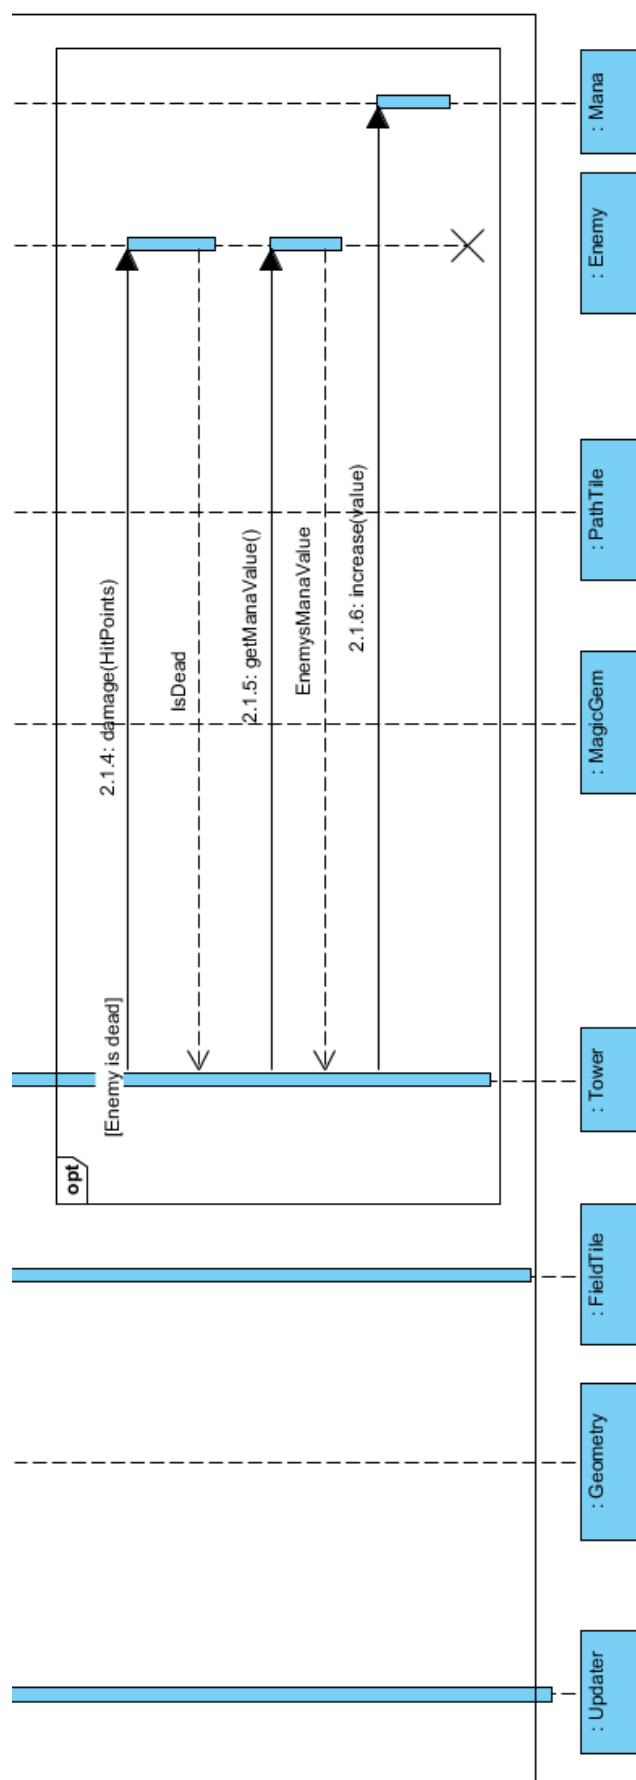 opt
[Enemy is dead]
2.1.4: damage(HitPoints)
IsDead
2.1.5: getManaValue()
EnemysManaValue
2.1.6: increase(value)
: Updater
: Geometry
: FieldTile
: Tower
: MagicGem
: PathTile
: Enemy
: Mana